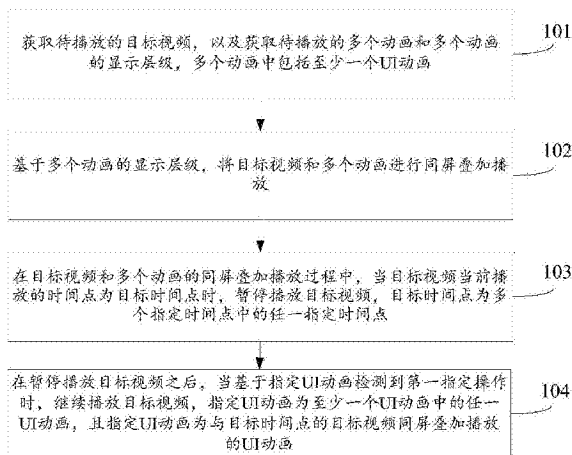 获取待播放的目标视频，以及获取待播放的多个动画和多个动画
的显示层级，多个动画中包括至少一个UI动画
101
基于多个动画的显示层级，将目标视频和多个动画进行同屏叠加播
放
102
在目标视频和多个动画的同屏叠加播放过程中，当目标视频当前播
放的时间点为目标时间点时，暂停播放目标视频，目标时间点为多
个指定时间点中的任一指定时间点
103
在暂停播放目标视频之后，当基于指定UI动画检测到第一指定操作
时，继续播放目标视频，指定UI动画为至少一个UI动画中的任一
UI动画，且指定UI动画为与目标时间点的目标视频同屏叠加播放
的UI动画
104